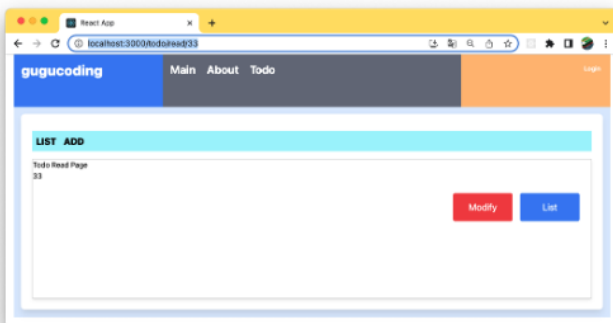 React App
localhost:3000/todo/read/33
gugucoding Main About Todo Login
LIST ADD
Todo Read Page
33
Modify List